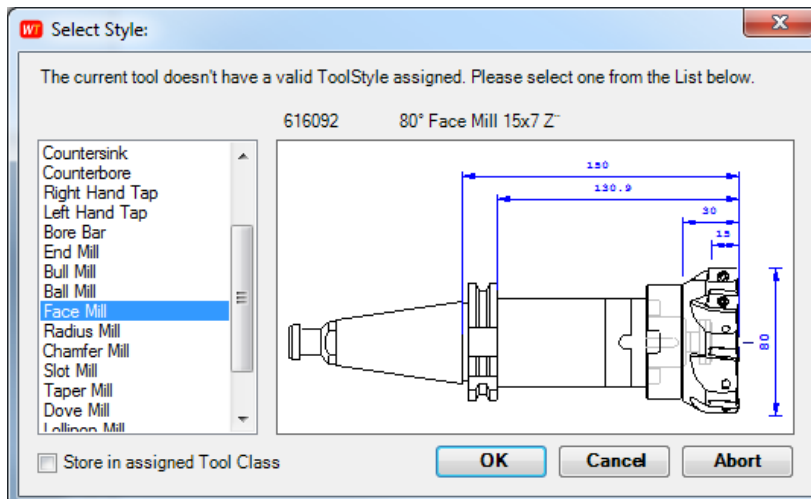 WT Select Style:
The current tool doesn't have a valid ToolStyle assigned. Please select one from the List below.
616092 80° Face Mill 15x7 Z¯
Countersink
Counterbore
Right Hand Tap
Left Hand Tap
Bore Bar
End Mill
Bull Mill
Ball Mill
Face Mill
Radius Mill
Chamfer Mill
Slot Mill
Taper Mill
Dove Mill
Lollipop Mill
150
130.9
30
15
80
Store in assigned Tool Class
OK Cancel Abort